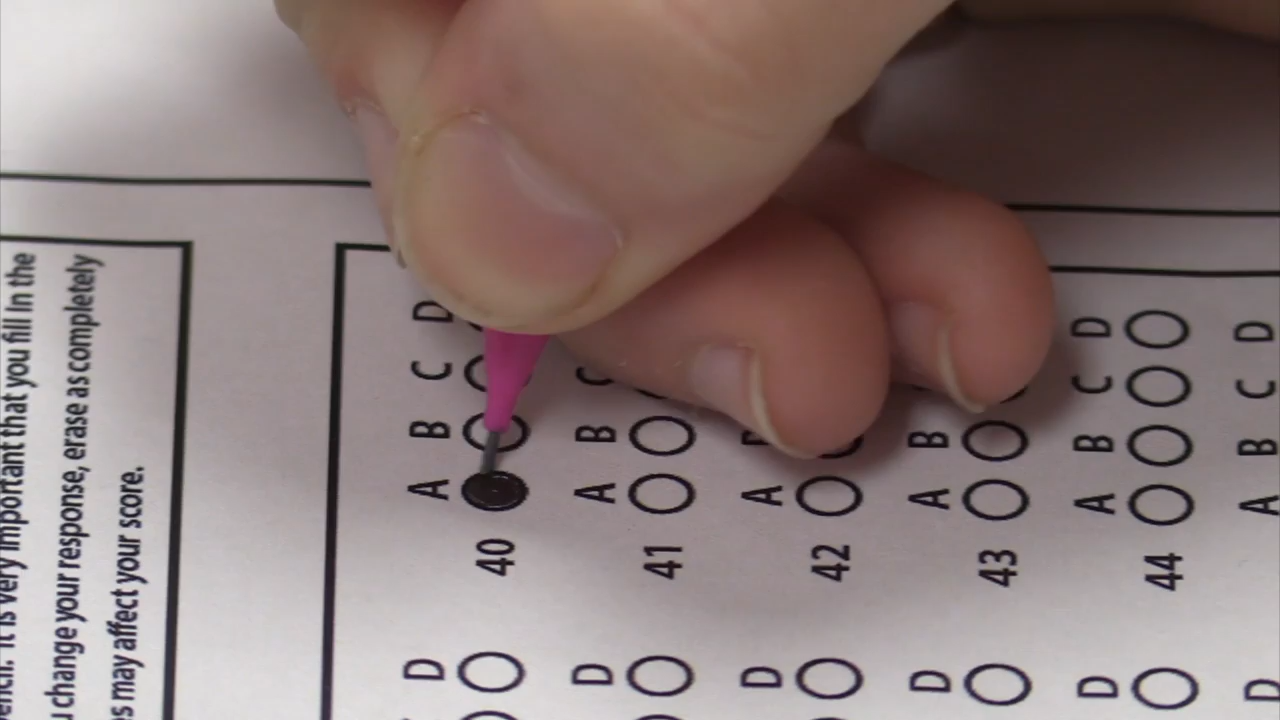 encil. It is very important that you fill in the
u change your response, erase as completely
s may affect your score.
A B C D
40
A B C
41
A
42
A B
43
A B C D
44
A B C D
D
D
D
D
D
D